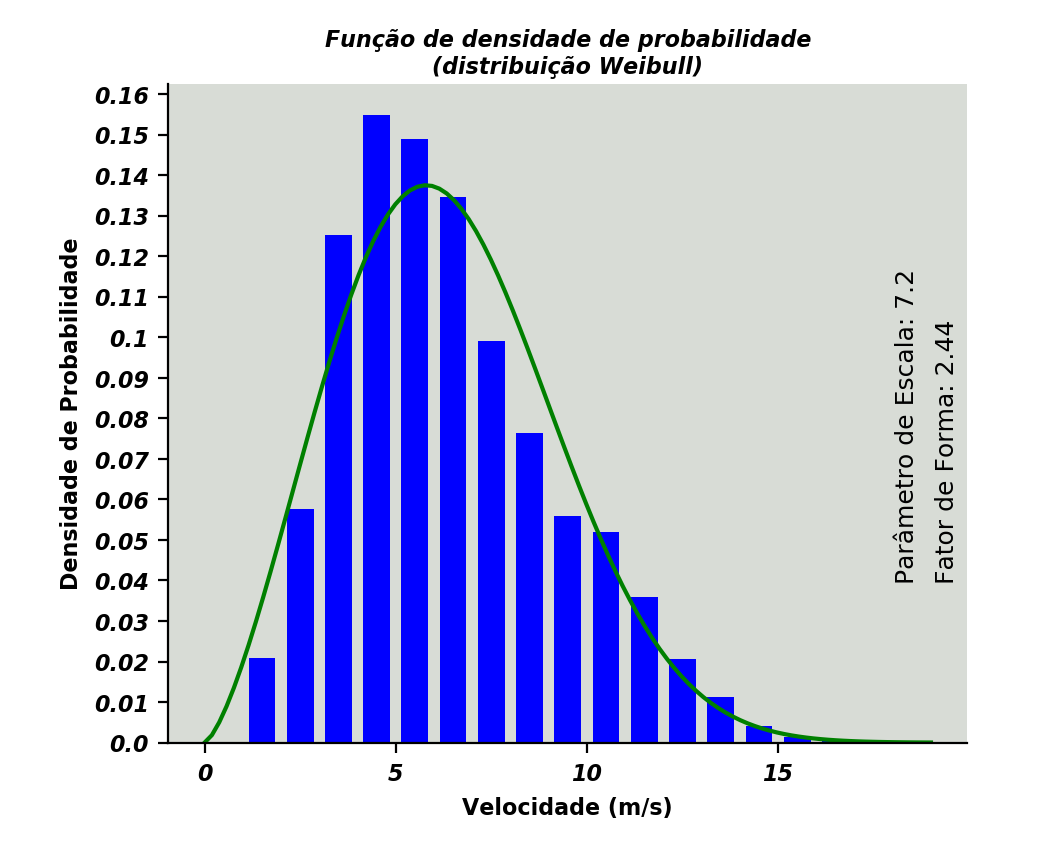 Função de densidade de probabilidade
(distribuição Weibull)
0.16
0.15
0.14
0.13
0.12
0.11
0.1
0.09
0.08
0.07
0.06
0.05
0.04
0.03
0.02
0.01
0.0
Densidade de Probabilidade
Parâmetro de Escala: 7.2
Fator de Forma: 2.44
0 5 10 15
Velocidade (m/s)